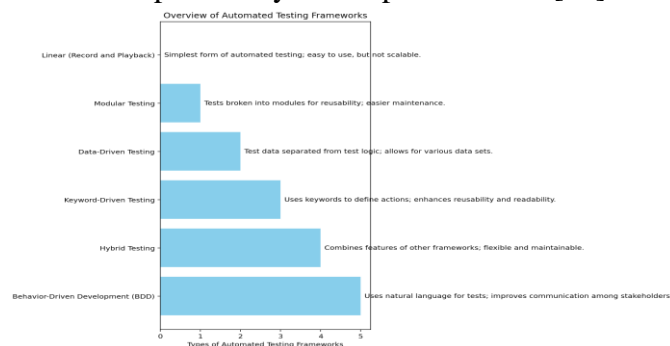 Overview of Automated Testing Frameworks
Linear (Record and Playback) Simplest form of automated testing; easy to use, but not scalable.
Modular Testing Tests broken into modules for reusability; easier maintenance.
Data-Driven Testing Test data separated from test logic; allows for various data sets.
Keyword-Driven Testing Uses keywords to define actions; enhances reusability and readability.
Hybrid Testing Combines features of other frameworks; flexible and maintainable.
Behavior-Driven Development (BDD) Uses natural language for tests; improves communication among stakeholders
0 1 2 3 4 5
Types of Automated Testing Frameworks